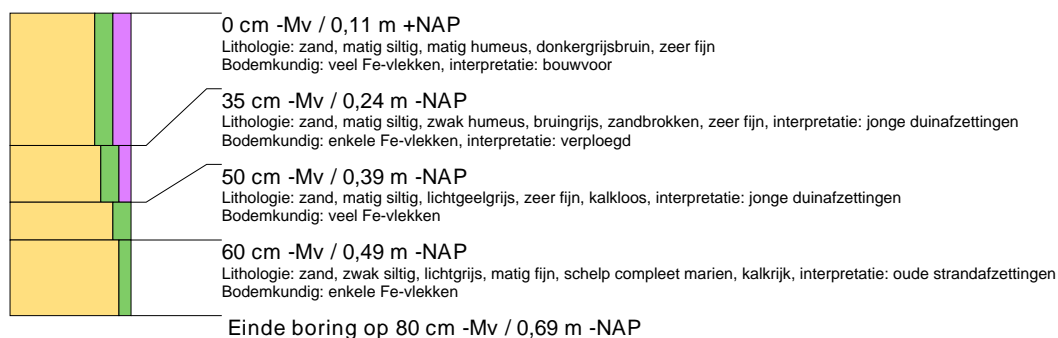 0 cm -Mv / 0,11 m +NAP
Lithologie: zand, matig siltig, matig humeus, donkergrijsbruin, zeer fijn
Bodemkundig: veel Fe-vlekken, interpretatie: bouwvoor
35 cm -Mv / 0,24 m -NAP
Lithologie: zand, matig siltig, zwak humeus, bruingrijs, zandbrokken, zeer fijn, interpretatie: jonge duinafzettingen
Bodemkundig: enkele Fe-vlekken, interpretatie: verploegd
50 cm -Mv / 0,39 m -NAP
Lithologie: zand, matig siltig, lichtgeelgrijs, zeer fijn, kalkloos, interpretatie: jonge duinafzettingen
Bodemkundig: veel Fe-vlekken
60 cm -Mv / 0,49 m -NAP
Lithologie: zand, zwak siltig, lichtgrijs, matig fijn, schelp compleet marien, kalkrijk, interpretatie: oude strandafzettingen
Bodemkundig: enkele Fe-vlekken
Einde boring op 80 cm -Mv / 0,69 m -NAP